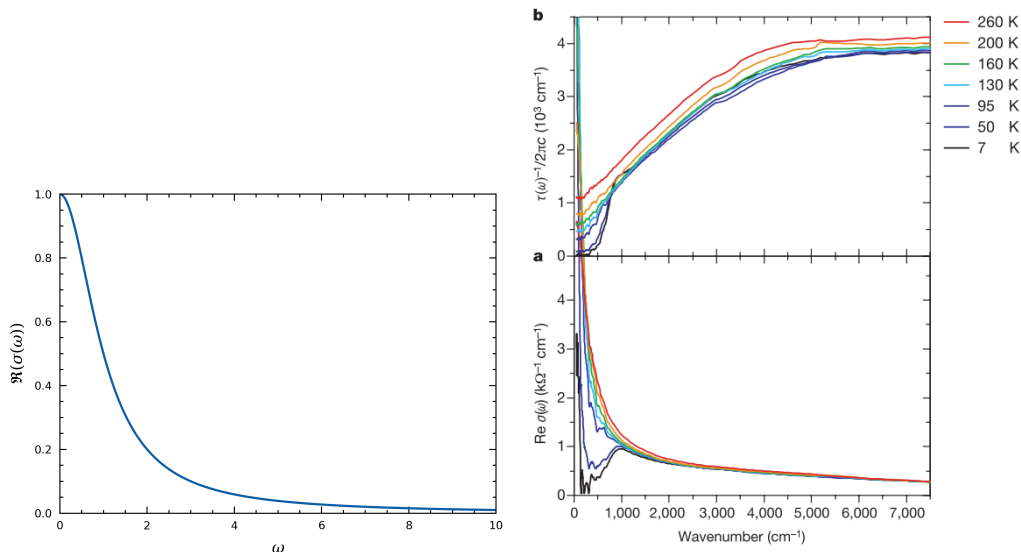 1.0
0.8
0.6
0.4
0.2
0.0
ℜ(σ(ω))
0 2 4 6 8 10
ω
b
4
3
2
1
0
τ(ω)⁻¹/2πc (10³ cm⁻¹)
260 K
200 K
160 K
130 K
95 K
50 K
7 K
a
4
3
2
1
0
Re σ(ω) (kΩ⁻¹ cm⁻¹)
0 1,000 2,000 3,000 4,000 5,000 6,000 7,000
Wavenumber (cm⁻¹)